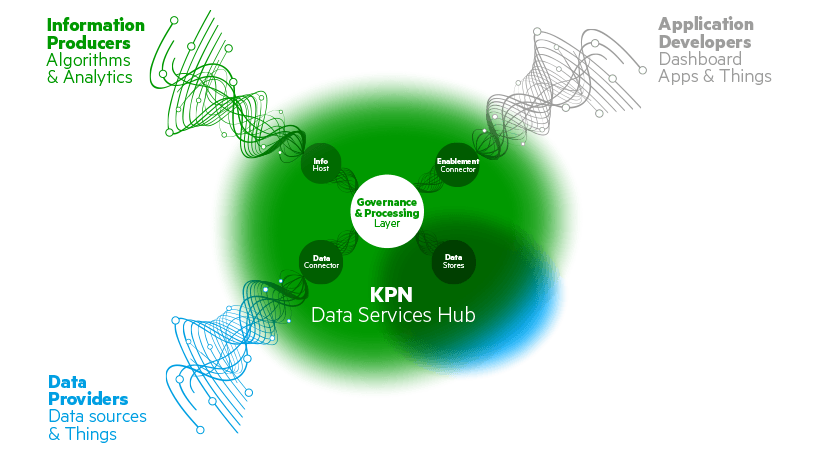 Information
Producers
Algorithms
& Analytics
Application
Developers
Dashboard
Apps & Things
Info
Host
Enablement
Connector
Governance
& Processing
Layer
Data
Connector
Data
Stores
KPN
Data Services Hub
Data
Providers
Data sources
& Things